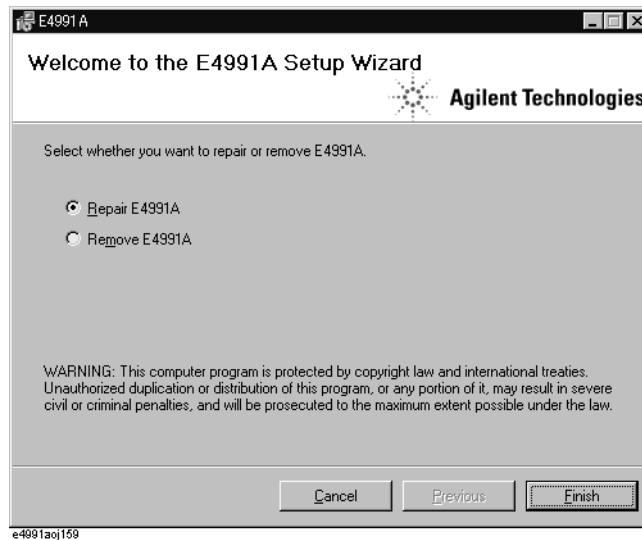 E4991A
Welcome to the E4991A Setup Wizard
Agilent Technologies
Select whether you want to repair or remove E4991A.
Repair E4991A
Remove E4991A
WARNING: This computer program is protected by copyright law and international treaties.
Unauthorized duplication or distribution of this program, or any portion of it, may result in severe
civil or criminal penalties, and will be prosecuted to the maximum extent possible under the law.
Cancel
Previous
Finish
e4991aoj159